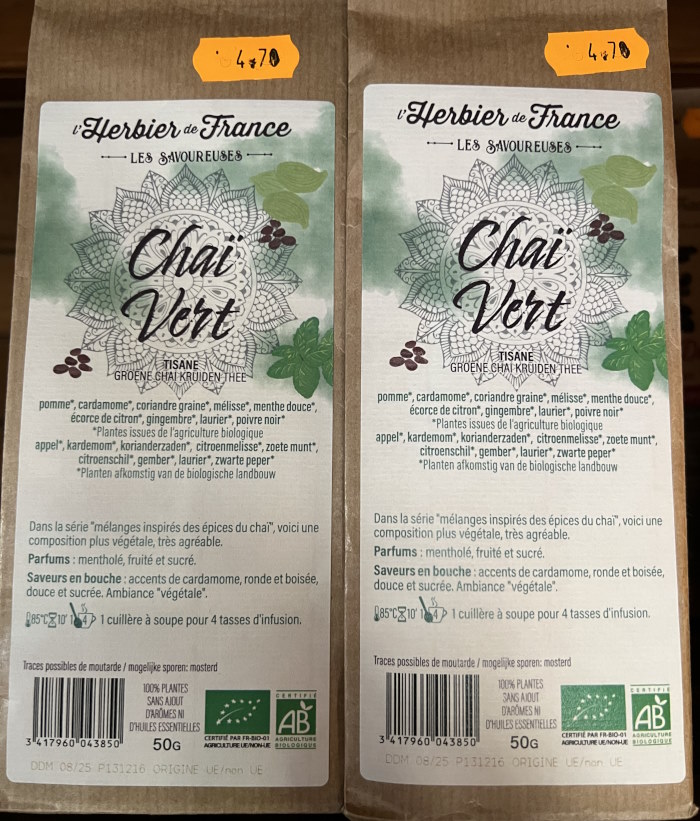 4,70
l'Herbier de France
LES SAVOUREUSES
Chaï
Vert
TISANE
GROENE CHAI KRUIDEN THEE
pomme*, cardamome*, coriandre graine*, mélisse*, menthe douce*,
écorce de citron*, gingembre*, laurier*, poivre noir*
*Plantes issues de l'agriculture biologique
appel*, kardemom*, korianderzaden*, citroenmelisse*, zoete munt*,
citroenschil*, gember*, laurier*, zwarte peper*
*Planten afkomstig van de biologische landbouw
Dans la série "mélanges inspirés des épices du chaï", voici une
composition plus végétale, très agréable.
Parfums : mentholé, fruité et sucré.
Saveurs en bouche : accents de cardamome, ronde et boisée,
douce et sucrée. Ambiance "végétale".
85°C 10' 1 4 1 cuillère à soupe pour 4 tasses d'infusion.
Traces possibles de moutarde / mogelijke sporen: mosterd
100% PLANTES
SANS AJOUT
D'ARÔMES NI
D'HUILES ESSENTIELLES
50G
3 417960 043850
CERTIFIÉ PAR FR-BIO-01
AGRICULTURE UE/NON-UE
CERTIFIÉ
AB
AGRICULTURE
BIOLOGIQUE
DDM 08/25 P131216 ORIGINE UE/non UE
4,70
l'Herbier de France
LES SAVOUREUSES
Chaï
Vert
TISANE
GROENE CHAI KRUIDEN THEE
pomme*, cardamome*, coriandre graine*, mélisse*, menthe douce*,
écorce de citron*, gingembre*, laurier*, poivre noir*
*Plantes issues de l'agriculture biologique
appel*, kardemom*, korianderzaden*, citroenmelisse*, zoete munt*,
citroenschil*, gember*, laurier*, zwarte peper*
*Planten afkomstig van de biologische landbouw
Dans la série "mélanges inspirés des épices du chaï", voici une
composition plus végétale, très agréable.
Parfums : mentholé, fruité et sucré.
Saveurs en bouche : accents de cardamome, ronde et boisée,
douce et sucrée. Ambiance "végétale".
85°C 10' 1 4 1 cuillère à soupe pour 4 tasses d'infusion.
Traces possibles de moutarde / mogelijke sporen: mosterd
100% PLANTES
SANS AJOUT
D'ARÔMES NI
D'HUILES ESSENTIELLES
50G
3 417960 043850
CERTIFIÉ PAR FR-BIO-01
AGRICULTURE UE/NON-UE
CERTIFIÉ
AB
AGRICULTURE
BIOLOGIQUE
DDM 08/25 P131216 ORIGINE UE/non UE